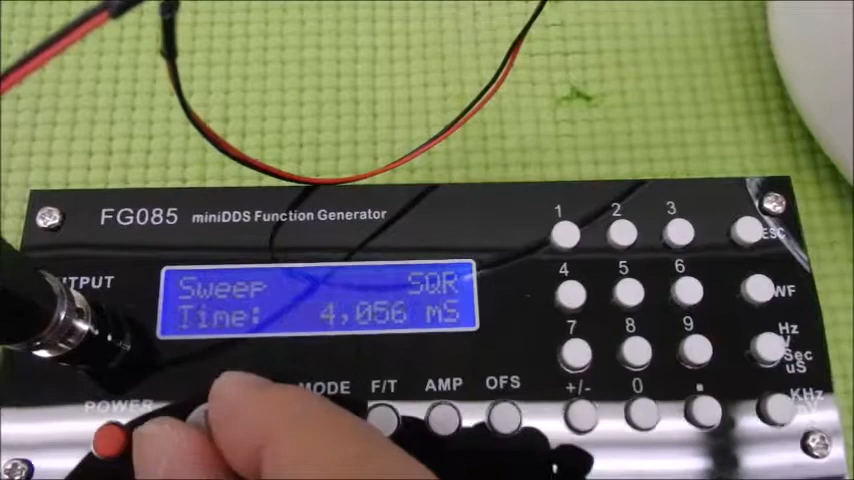 FG085 miniDDS Function Generator
1 2 3
ESC
4 5 6
WF
7 8 9
Hz
V
Sec
uS
+/- 0 .
KHz
Sweep SQR
Time: 4,056 mS
MODE F/T AMP OFS
POWER